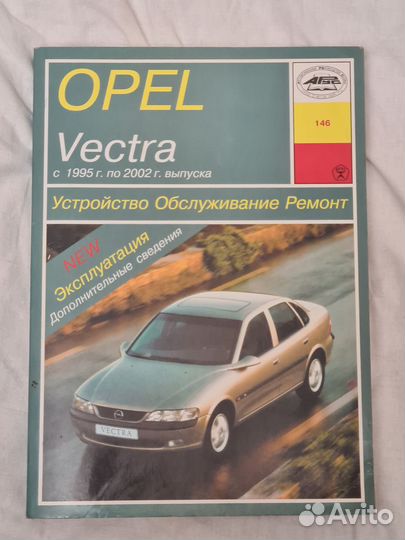 OPEL
Vectra
с 1995 г. по 2002 г. выпуска
146
Устройство Обслуживание Ремонт
NEW
Эксплуатация
Дополнительные сведения
VECTRA
Avito